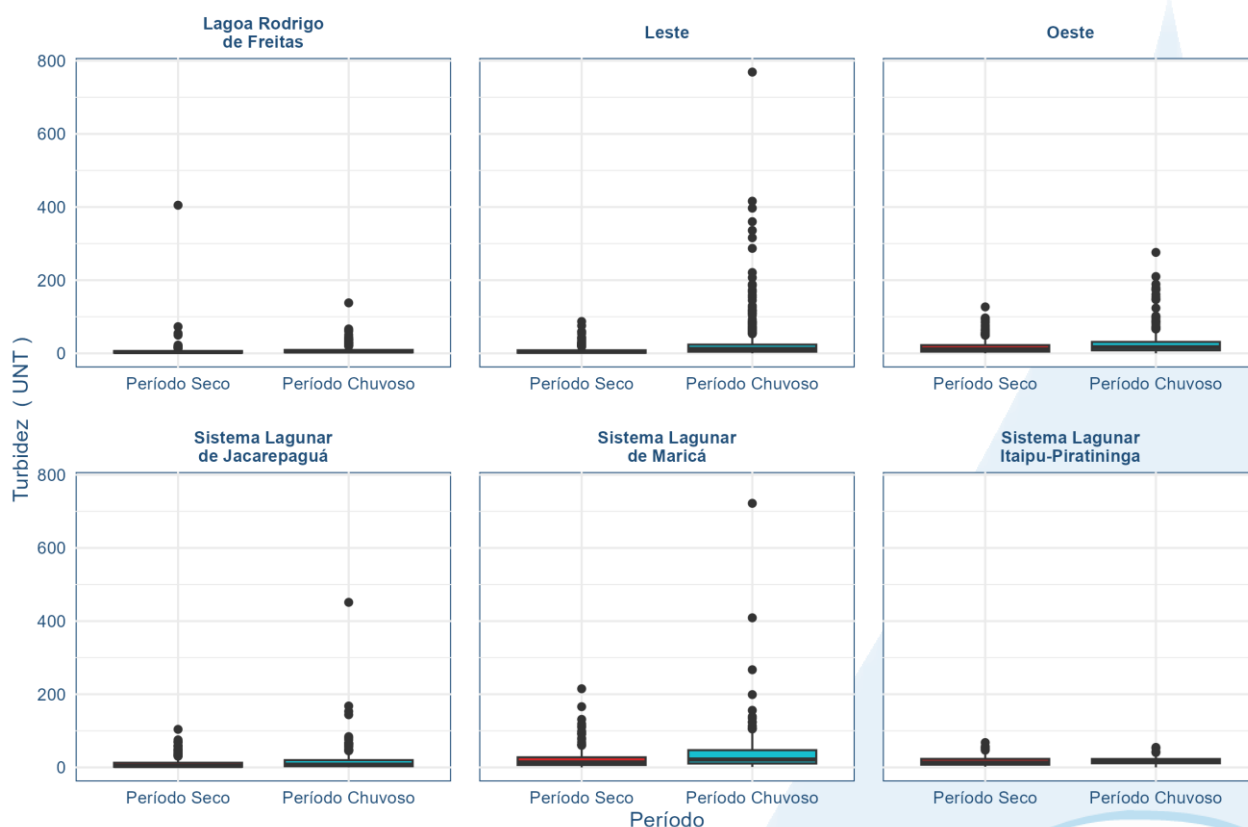 Lagoa Rodrigo
de Freitas
Leste
Oeste
800
600
400
200
0
Período Seco
Período Chuvoso
Período Seco
Período Chuvoso
Período Seco
Período Chuvoso
Turbidez ( UNT )
Sistema Lagunar
de Jacarepaguá
Sistema Lagunar
de Maricá
Sistema Lagunar
Itaipu-Piratininga
800
600
400
200
0
Período Seco
Período Chuvoso
Período Seco
Período Chuvoso
Período Seco
Período Chuvoso
Período